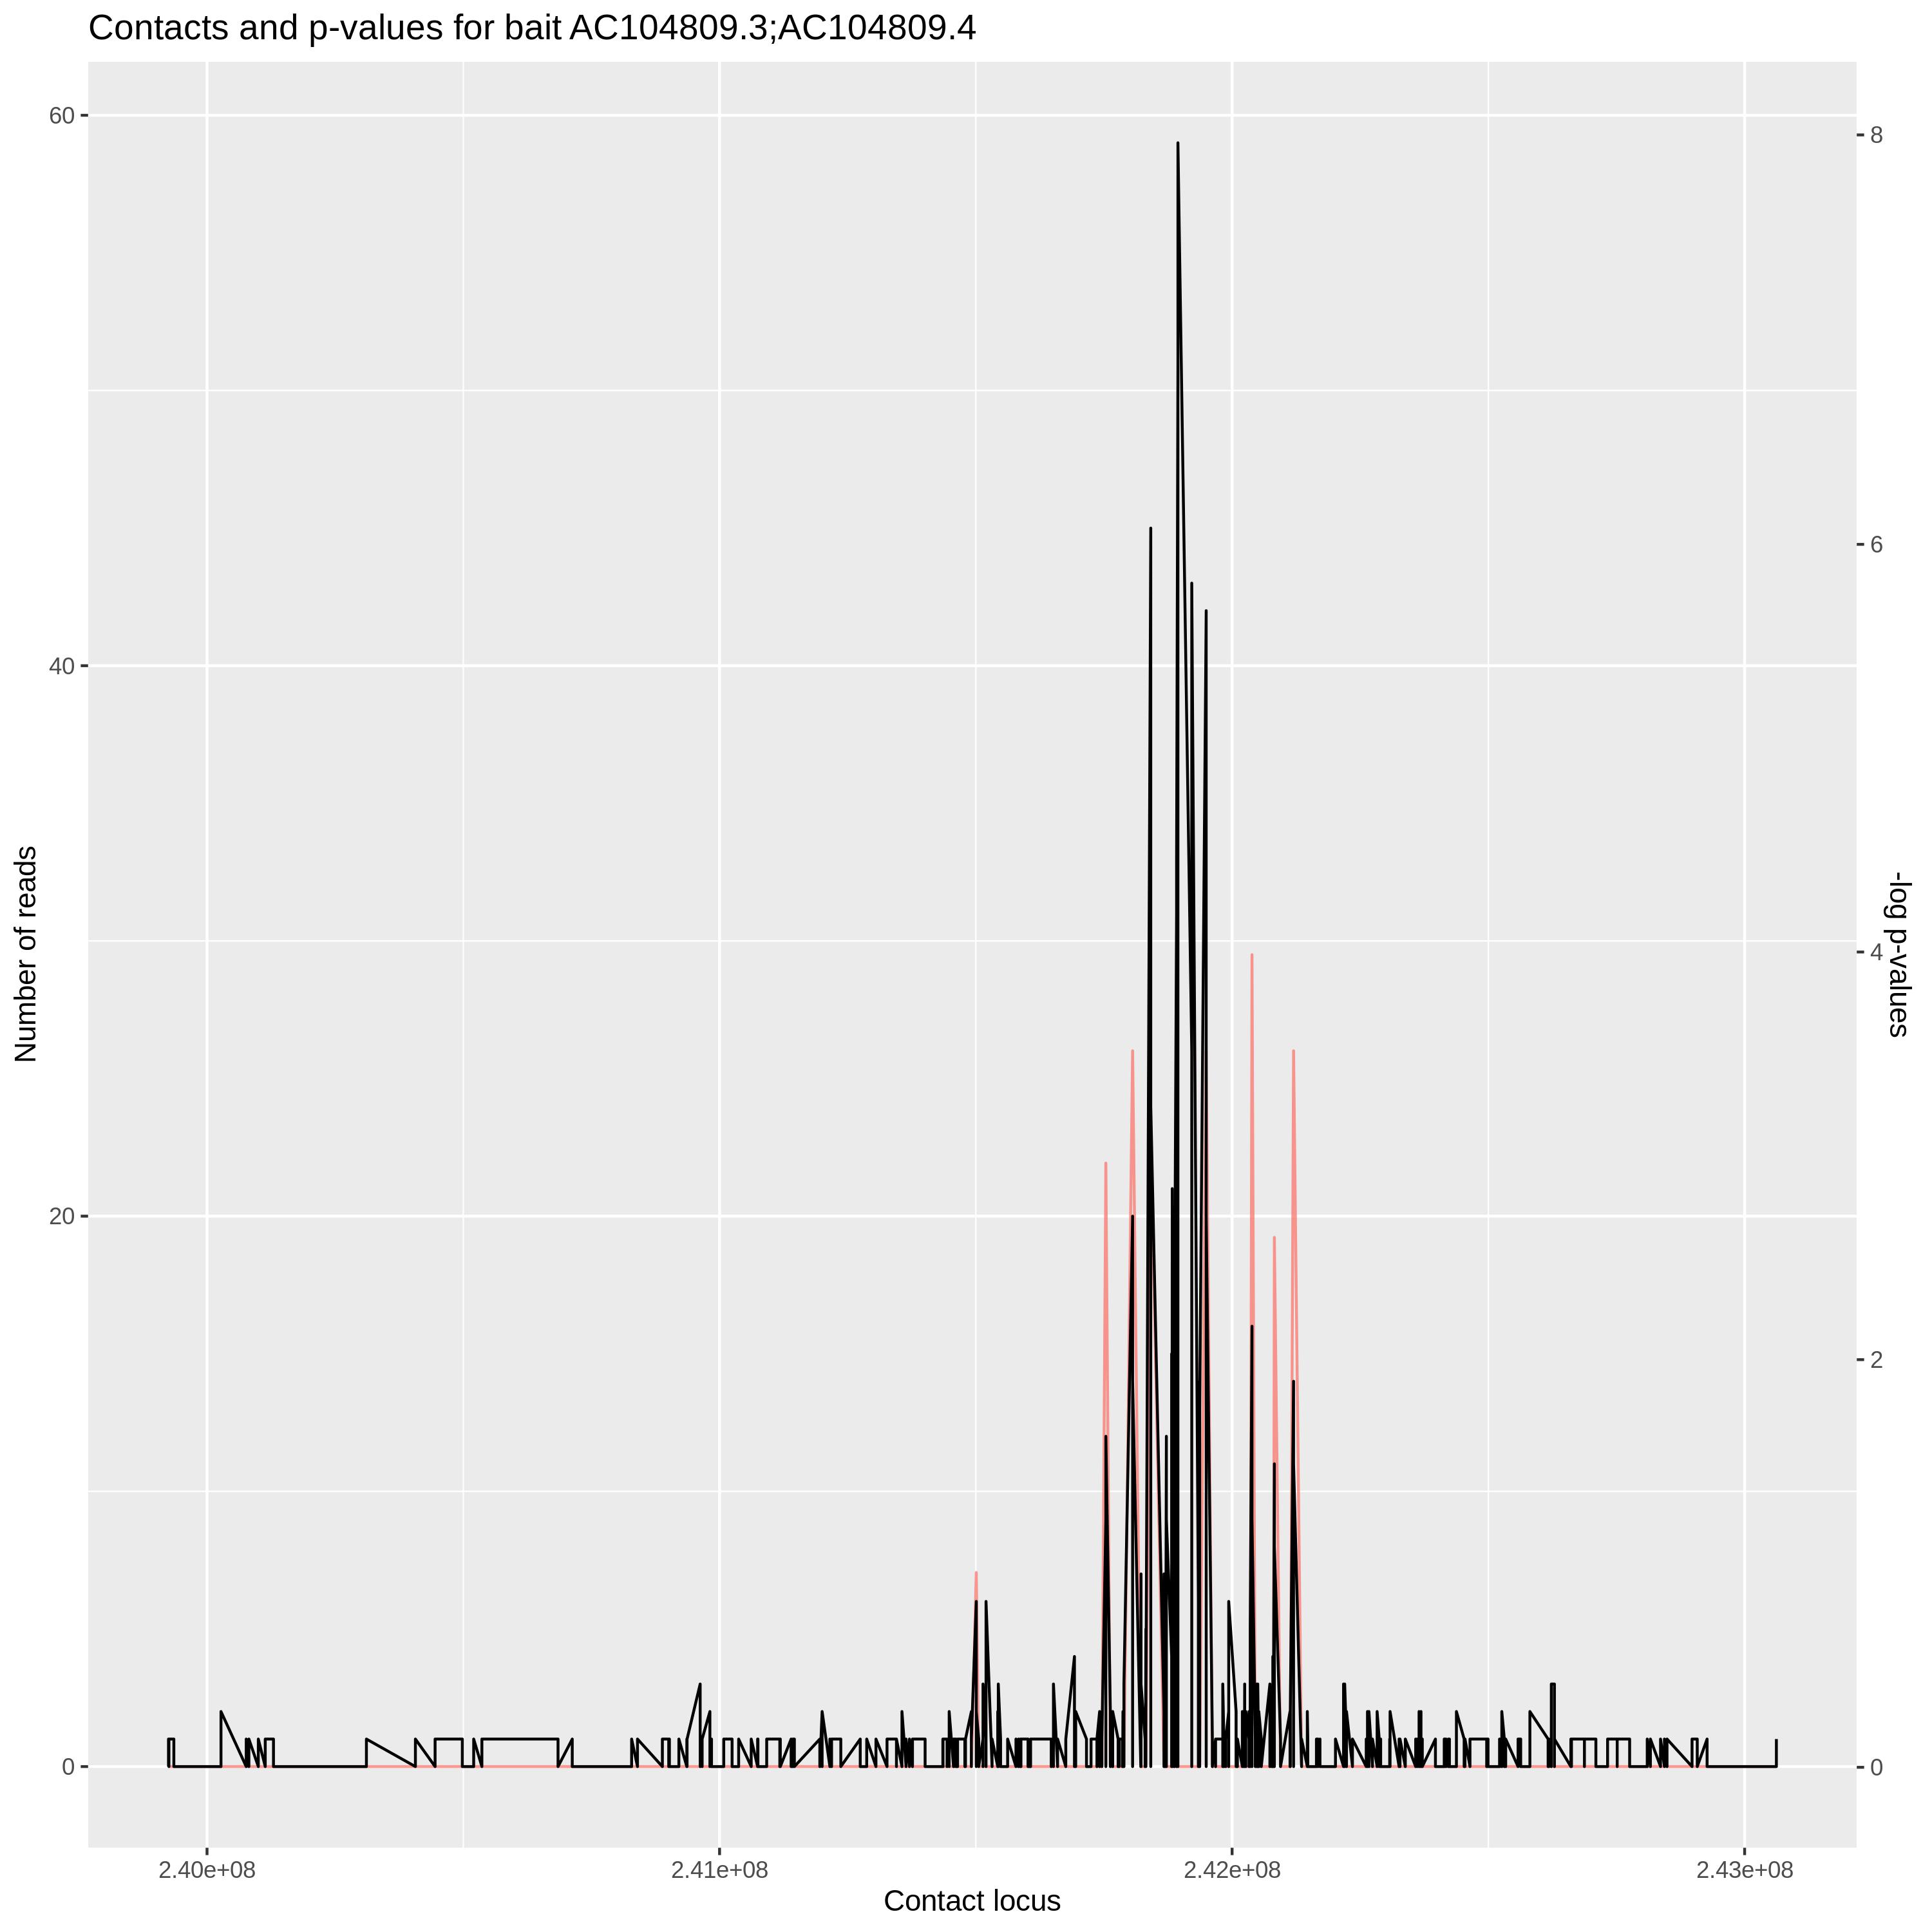 Contacts and p-values for bait AC104809.3;AC104809.4
60
40
20
0
8
6
4
2
0
Number of reads
-log p-values
2.40e+08
2.41e+08
2.42e+08
2.43e+08
Contact locus